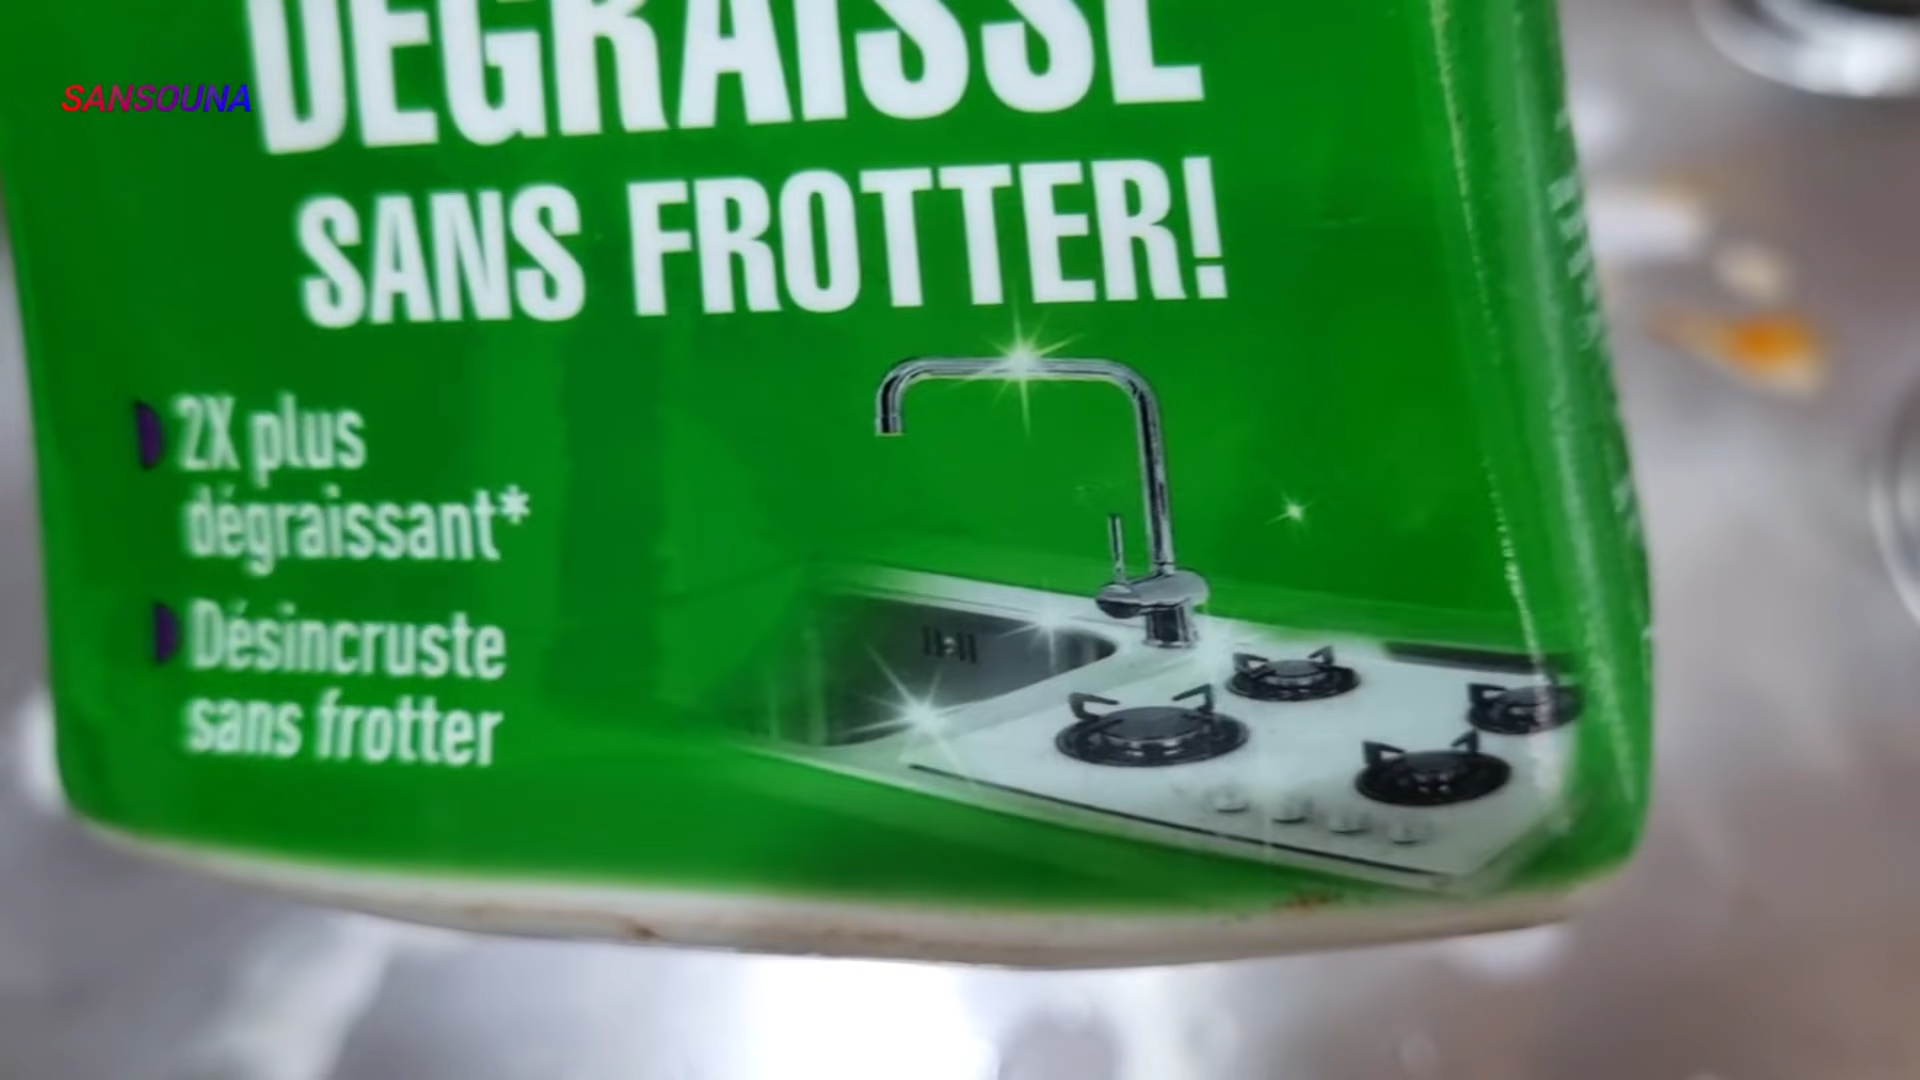 DÉGRAISSE
SANSOUNA
SANS FROTTER!
2X plus
dégraissant*
Désincruste
sans frotter